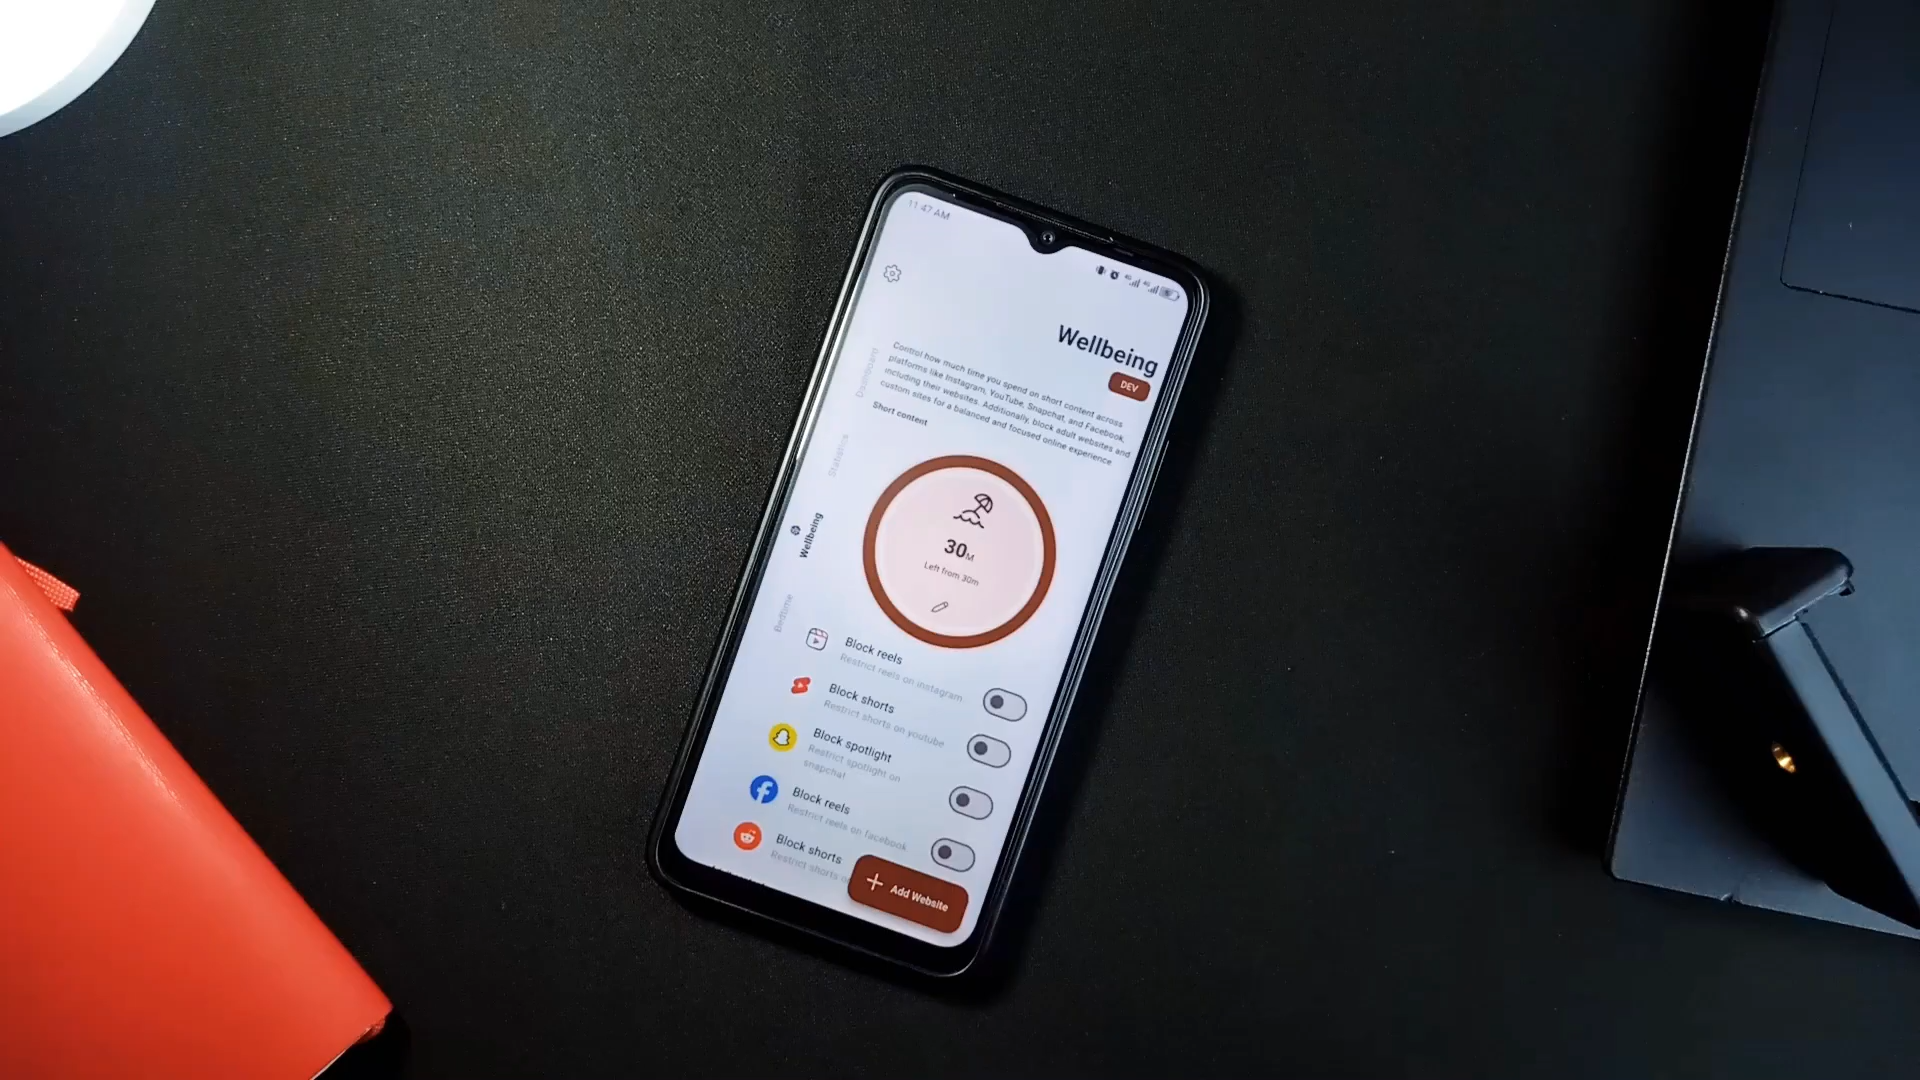 11:47 AM
Wellbeing
DEV
Control how much time you spend on short content across
platforms like Instagram, YouTube, Snapchat, and Facebook,
including their websites. Additionally, block adult websites and
custom sites for a balanced and focused online experience
Short content
Dashboard
Statistics
Wellbeing
Bedtime
30M
Left from 30m
Block reels
Restrict reels on instagram
Block shorts
Restrict shorts on youtube
Block spotlight
Restrict spotlight on
snapchat
Block reels
Restrict reels on facebook
Block shorts
Restrict shorts
Add Website